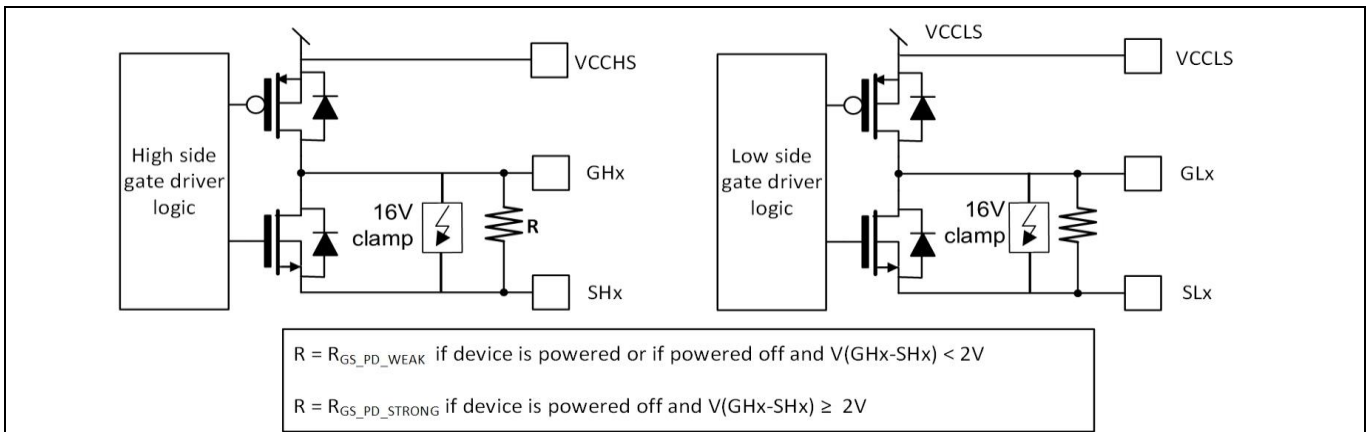 VCCHS
High side
gate driver
logic
GHx
16V
clamp
R
SHx
VCCLS
VCCLS
Low side
gate driver
logic
GLx
16V
clamp
SLx
R = RGS_PD_WEAK if device is powered or if powered off and V(GHx-SHx) < 2V
R = RGS_PD_STRONG if device is powered off and V(GHx-SHx) ≥ 2V